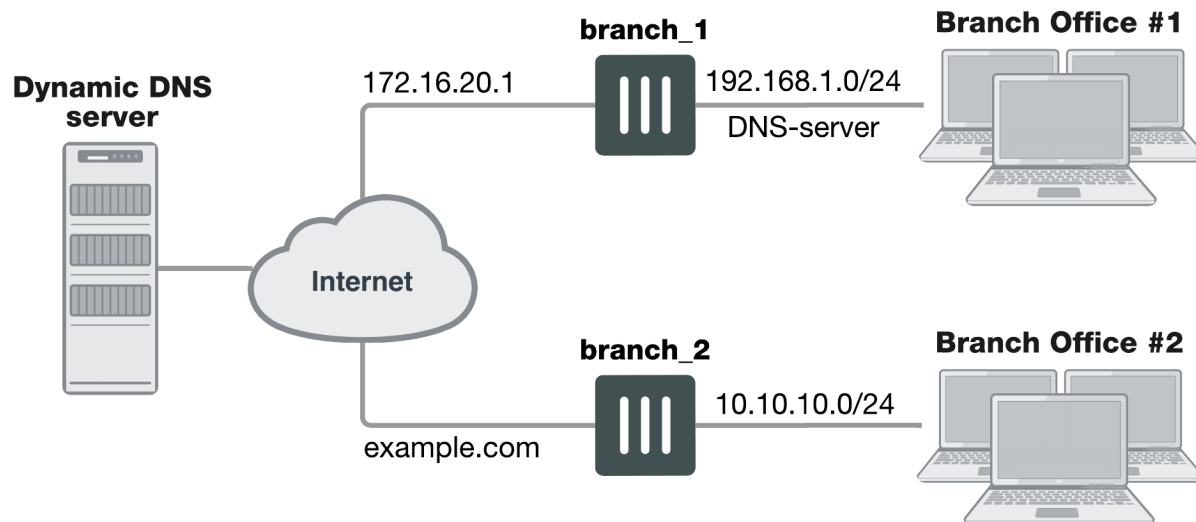 Dynamic DNS
server
Internet
branch_1
172.16.20.1
192.168.1.0/24
DNS-server
Branch Office #1
branch_2
example.com
10.10.10.0/24
Branch Office #2